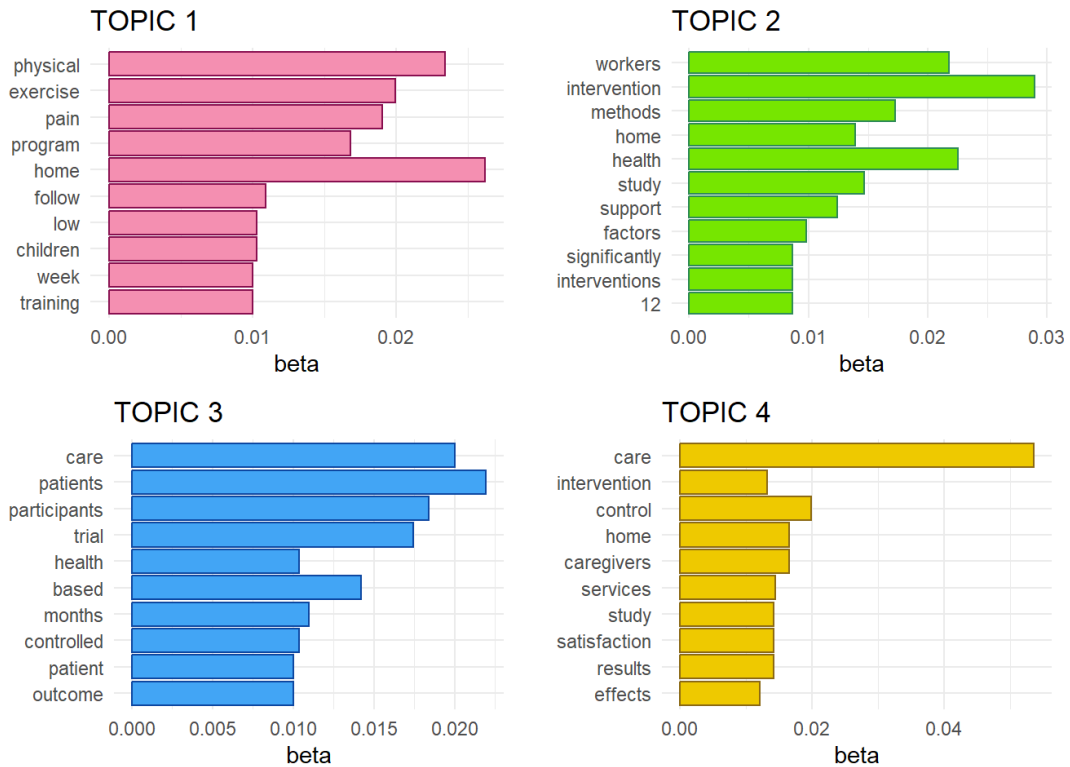 TOPIC 1
physical
exercise
pain
program
home
follow
low
children
week
training
0.00 0.01 0.02
beta
TOPIC 2
workers
intervention
methods
home
health
study
support
factors
significantly
interventions
12
0.00 0.01 0.02 0.03
beta
TOPIC 3
care
patients
participants
trial
health
based
months
controlled
patient
outcome
0.000 0.005 0.010 0.015 0.020
beta
TOPIC 4
care
intervention
control
home
caregivers
services
study
satisfaction
results
effects
0.00 0.02 0.04
beta